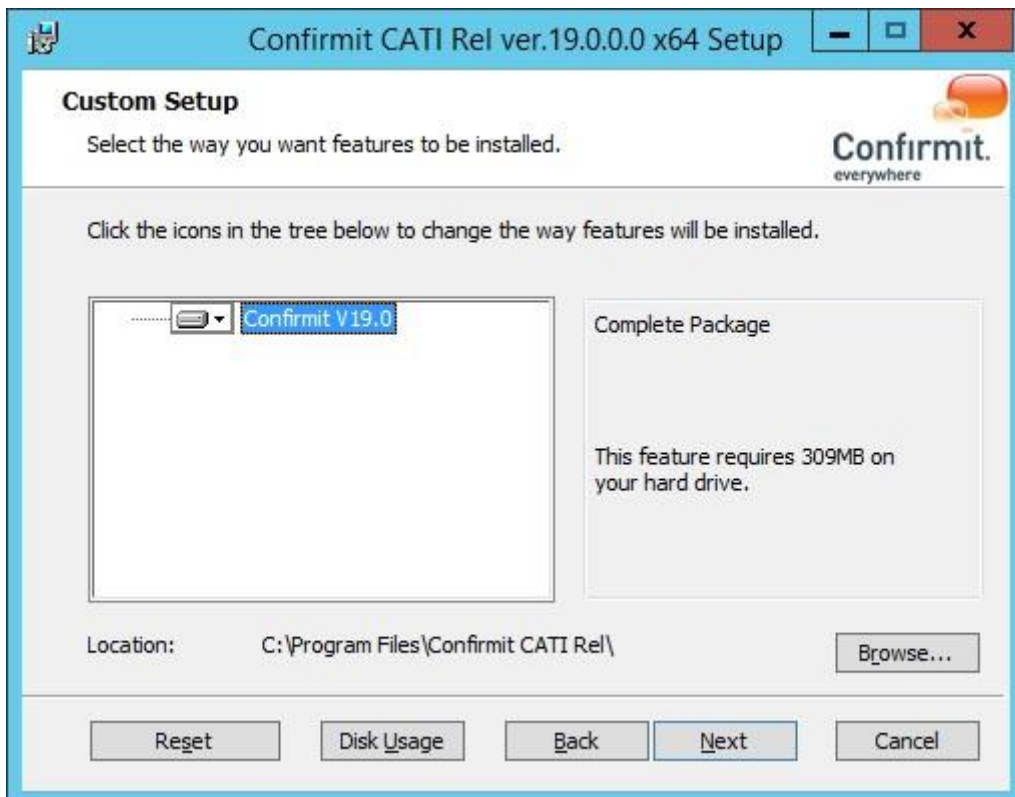 Confirmit CATI Rel ver.19.0.0.0 x64 Setup
Custom Setup
Select the way you want features to be installed.
Confirmit.
everywhere
Click the icons in the tree below to change the way features will be installed.
Confirmit V19.0
Complete Package
This feature requires 309MB on
your hard drive.
Location: C:\Program Files\Confirmit CATI Rel\
Browse...
Reset Disk Usage Back Next Cancel